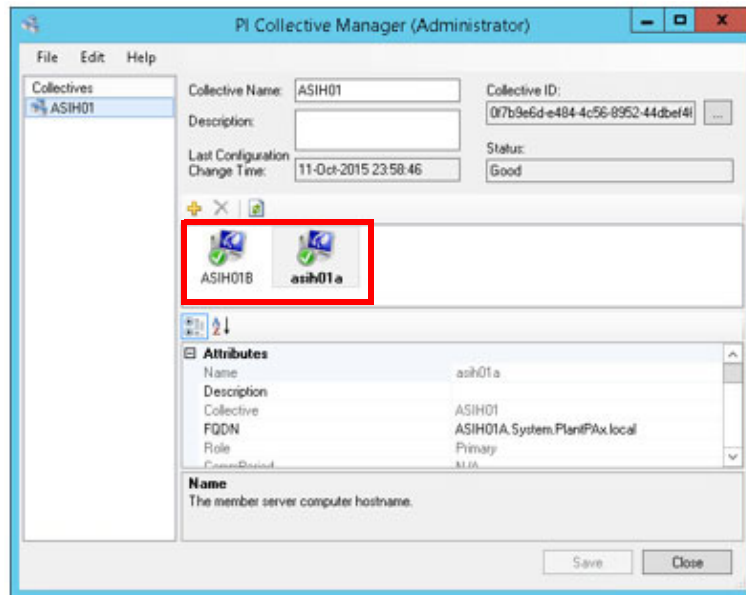 PI Collective Manager (Administrator)
File Edit Help
Collectives
ASIH01
Collective Name: ASIH01
Collective ID:
0f7b9e6d-e484-4c56-8952-44dbef4
...
Description:
Status:
Last Configuration
Change Time: 11-Oct-2015 23:58:46
Good
ASIH01B asih01a
Attributes
Name asih01a
Description
Collective ASIH01
FQDN ASIH01A.System.PlantPAx.local
Role Primary
CommPeriod N/A
Name
The member server computer hostname.
Save Close